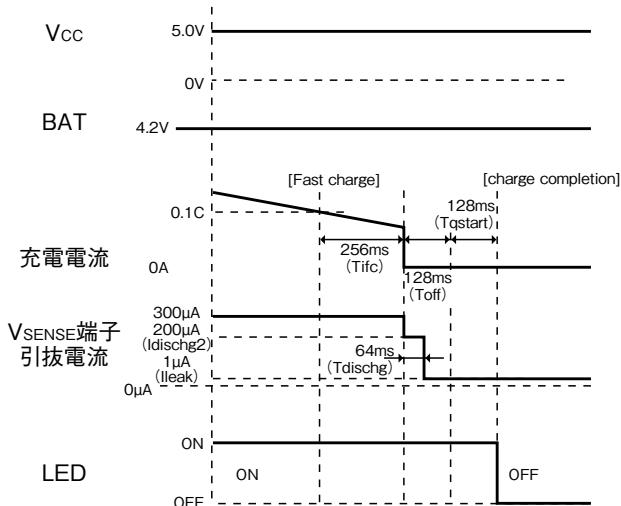 Vcc
5.0V
0V
BAT
4.2V
[Fast charge]
[charge completion]
128ms
(Tqstart)
0.1C
充電電流
256ms
(Tifc)
0A
128ms
(Toff)
300μA
VSENSE端子
引抜電流
200μA
(Idischg2)
64ms
(Tdischg)
1μA
(Ileak)
0μA
ON
LED
ON
OFF
OFF